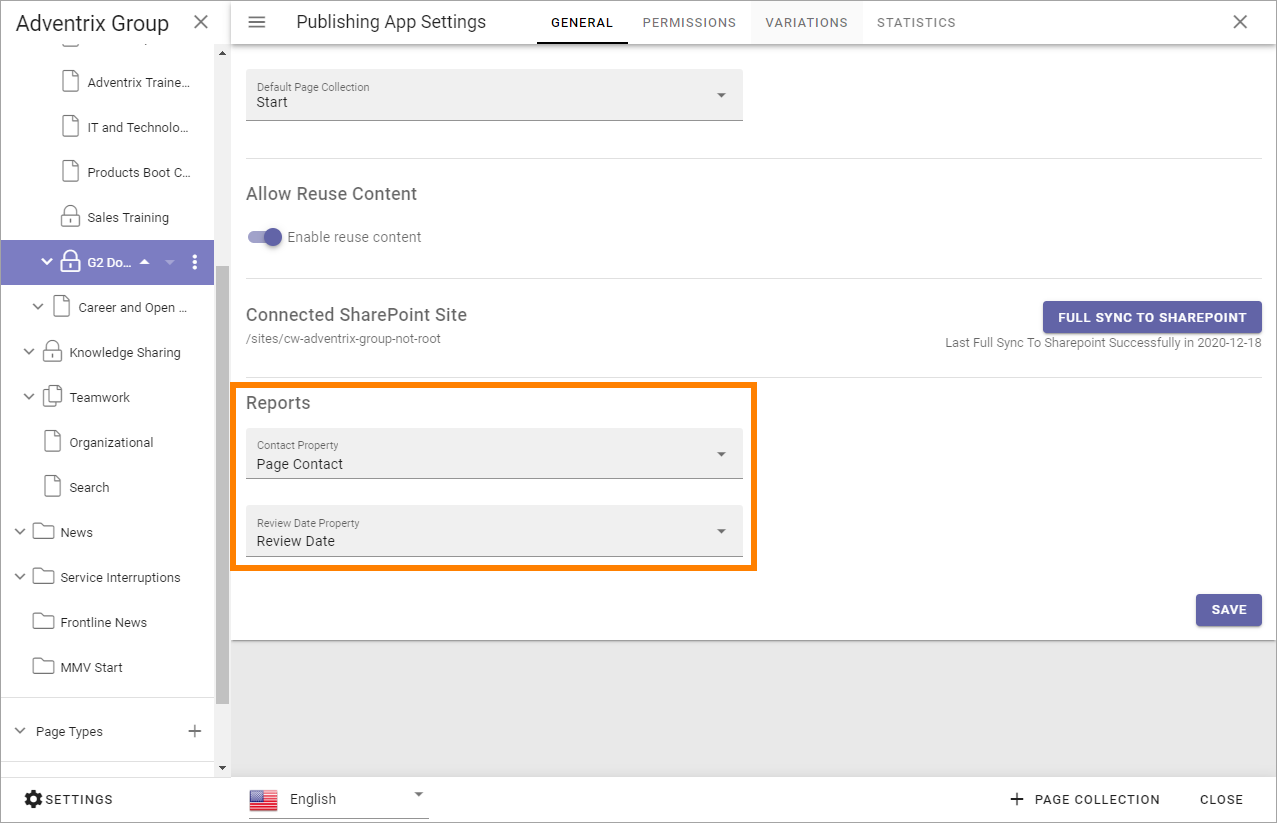 Adventrix Group
Publishing App Settings
GENERAL
PERMISSIONS
VARIATIONS
STATISTICS
Adventrix Traine...
IT and Technolo...
Products Boot C...
Sales Training
G2 Do...
Career and Open ...
Knowledge Sharing
Teamwork
Organizational
Search
News
Service Interruptions
Frontline News
MMV Start
Page Types
SETTINGS
Default Page Collection
Start
Allow Reuse Content
Enable reuse content
Connected SharePoint Site
/sites/cw-adventrix-group-not-root
FULL SYNC TO SHAREPOINT
Last Full Sync To Sharepoint Successfully in 2020-12-18
Reports
Contact Property
Page Contact
Review Date Property
Review Date
SAVE
English
PAGE COLLECTION
CLOSE